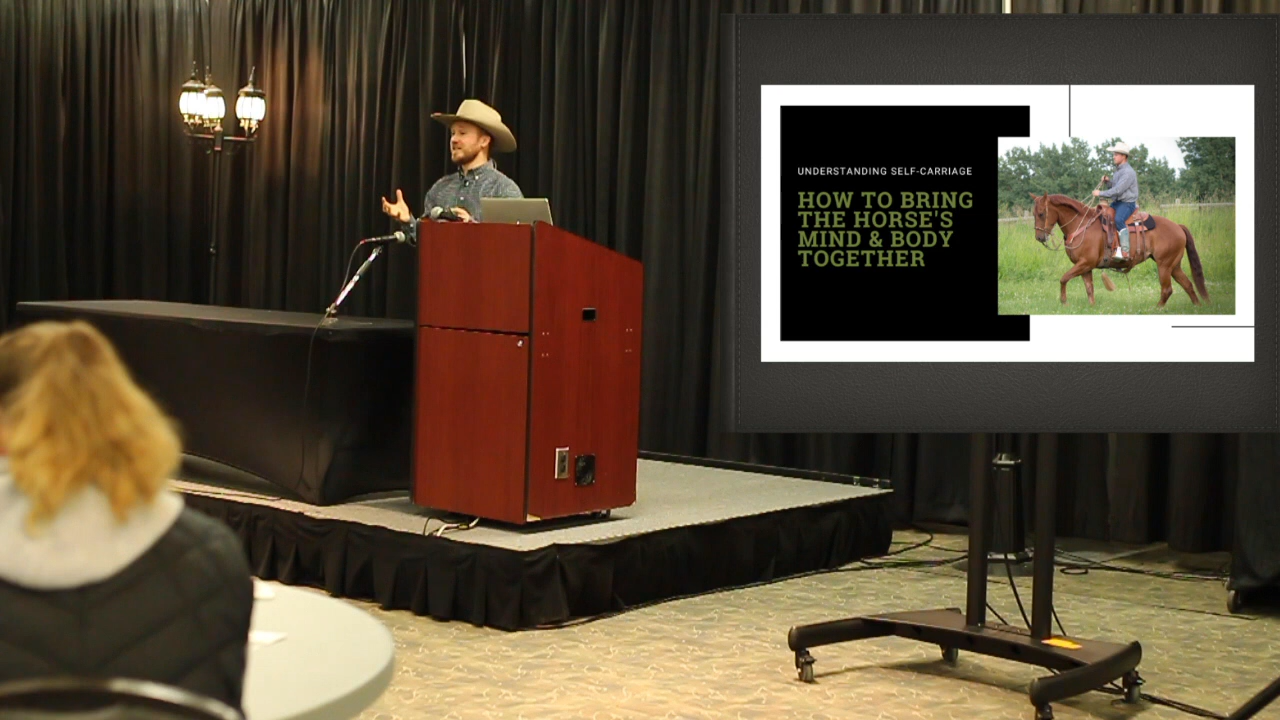 UNDERSTANDING SELF-CARRIAGE
HOW TO BRING
THE HORSE'S
MIND & BODY
TOGETHER